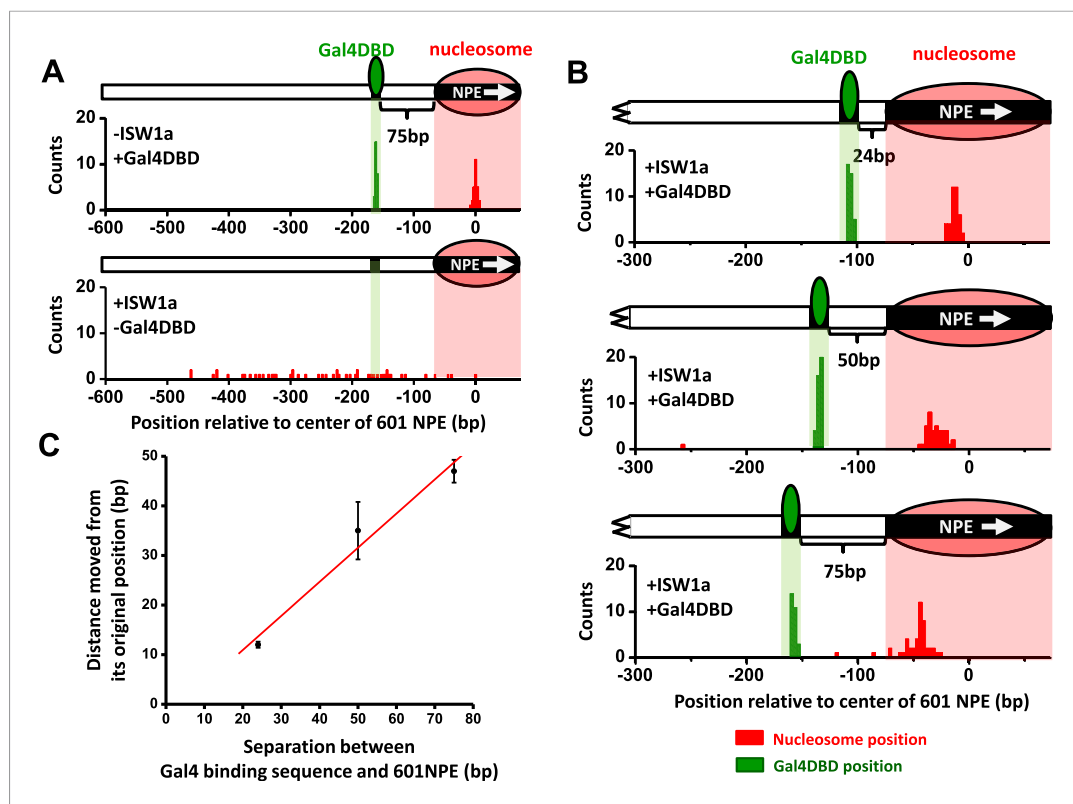 A
Gal4DBD
nucleosome
NPE
75bp
-ISW1a
+Gal4DBD
Counts
20
10
0
-600
-500
-400
-300
-200
-100
0
NPE
+ISW1a
-Gal4DBD
Counts
20
10
0
-600
-500
-400
-300
-200
-100
0
Position relative to center of 601 NPE (bp)
B
Gal4DBD
nucleosome
NPE
24bp
+ISW1a
+Gal4DBD
Counts
20
10
0
-300
-200
-100
0
NPE
50bp
+ISW1a
+Gal4DBD
Counts
20
10
0
-300
-200
-100
0
NPE
75bp
+ISW1a
+Gal4DBD
Counts
20
10
0
-300
-200
-100
0
Position relative to center of 601 NPE (bp)
Nucleosome position
Gal4DBD position
C
Distance moved from
its original position (bp)
50
40
30
20
10
0
0
10
20
30
40
50
60
70
80
Separation between
Gal4 binding sequence and 601NPE (bp)